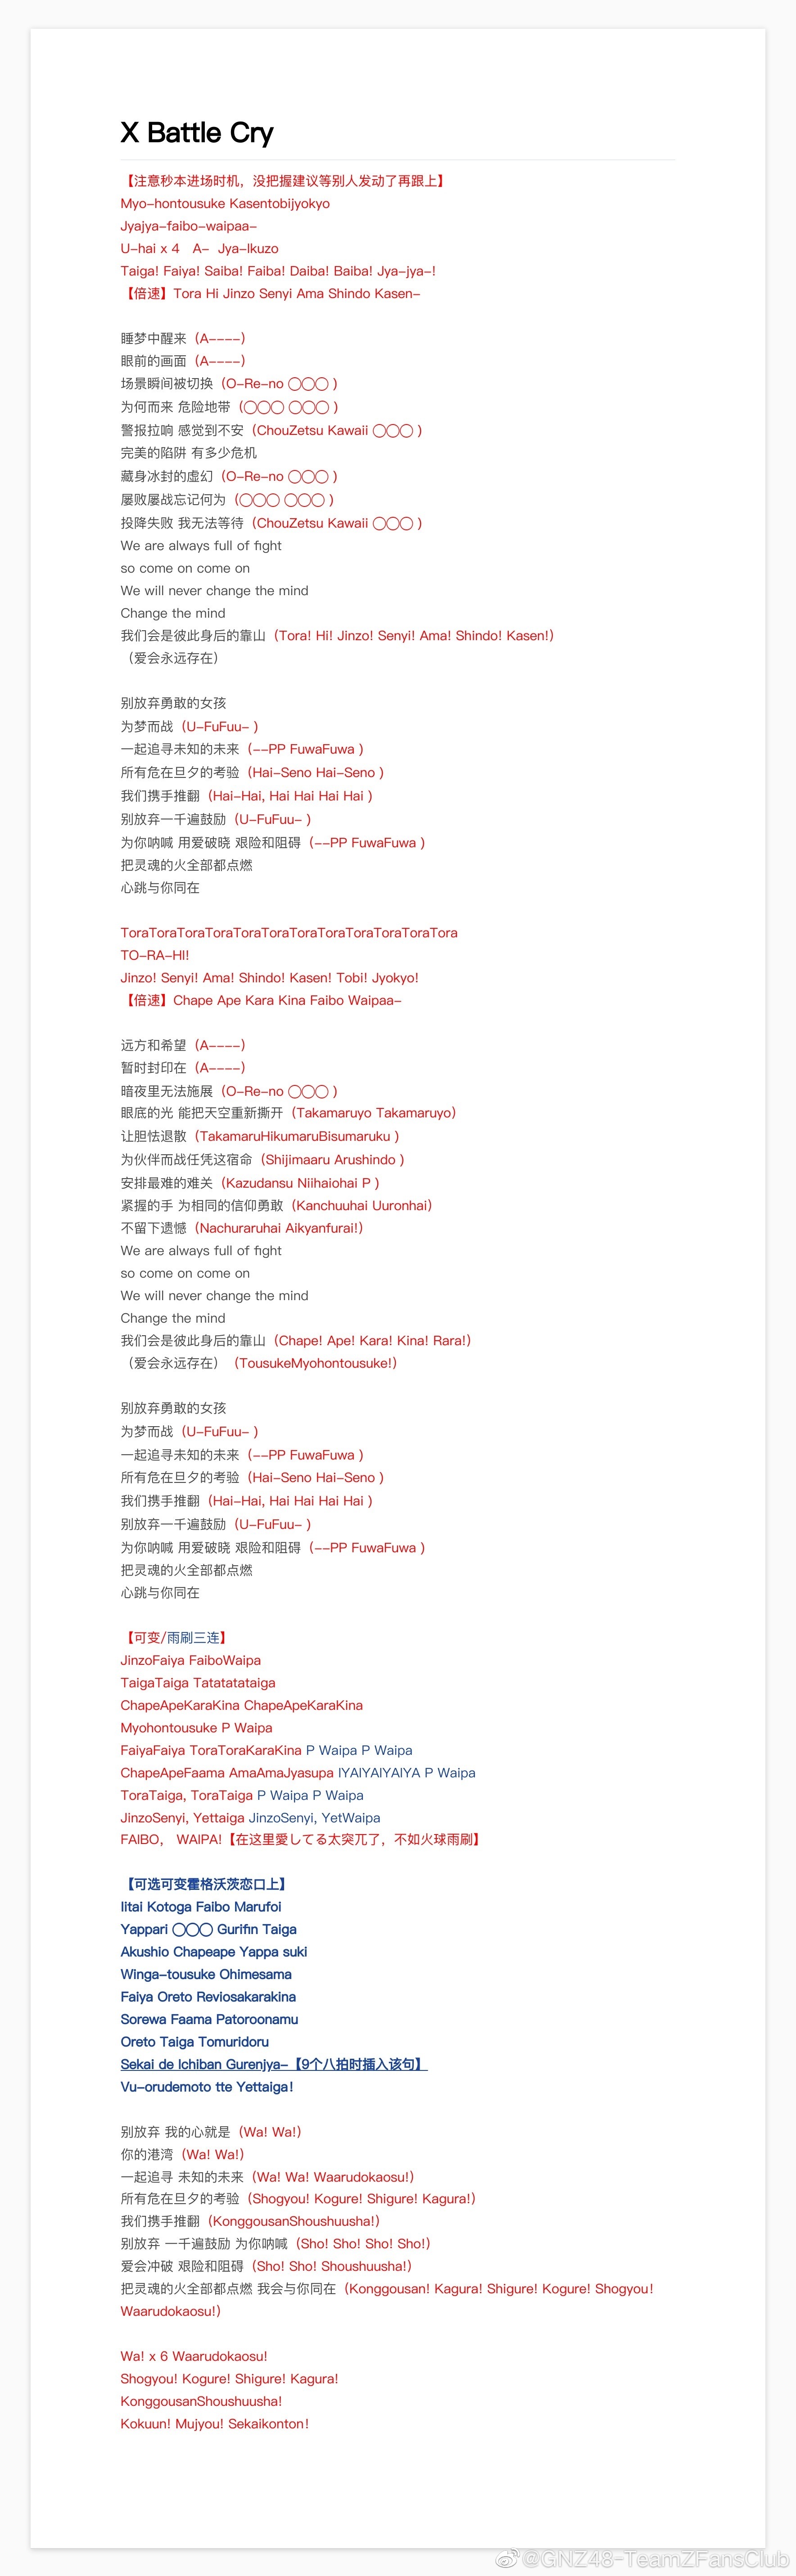 X Battle Cry
【注意秒本进场时机，没把握建议等别人发动了再跟上】
Myo-hontousuke Kasentobijyokyo
Jyajya-faibo-waipaa-
U-hai x 4 A- Jya-Ikuzo
Taiga! Faiya! Saiba! Faiba! Daiba! Baiba! Jya-jya-!
【倍速】Tora Hi Jinzo Senyi Ama Shindo Kasen-
睡梦中醒来（A----）
眼前的画面（A----）
场景瞬间被切换（O-Re-no ◯◯◯ )
为何而来 危险地带（◯◯◯ ◯◯◯ )
警报拉响 感觉到不安（ChouZetsu Kawaii ◯◯◯ )
完美的陷阱 有多少危机
藏身冰封的虚幻（O-Re-no ◯◯◯ )
屡败屡战忘记何为（◯◯◯ ◯◯◯ )
投降失败 我无法等待（ChouZetsu Kawaii ◯◯◯ )
We are always full of fight
so come on come on
We will never change the mind
Change the mind
我们会是彼此身后的靠山（Tora! Hi! Jinzo! Senyi! Ama! Shindo! Kasen!）
（爱会永远存在）
别放弃勇敢的女孩
为梦而战（U-FuFuu- )
一起追寻未知的未来（--PP FuwaFuwa )
所有危在旦夕的考验（Hai-Seno Hai-Seno )
我们携手推翻（Hai-Hai, Hai Hai Hai Hai )
别放弃一千遍鼓励（U-FuFuu- )
为你呐喊 用爱破晓 艰险和阻碍（--PP FuwaFuwa )
把灵魂的火全部都点燃
心跳与你同在
ToraToraToraToraToraToraToraToraToraToraToraTora
TO-RA-HI!
Jinzo! Senyi! Ama! Shindo! Kasen! Tobi! Jyokyo!
【倍速】Chape Ape Kara Kina Faibo Waipaa-
远方和希望（A----）
暂时封印在（A----）
暗夜里无法施展（O-Re-no ◯◯◯ )
眼底的光 能把天空重新撕开（Takamaruyo Takamaruyo）
让胆怯退散（TakamaruHikumaruBisumaruku )
为伙伴而战任凭这宿命（Shijimaaru Arushindo )
安排最难的难关（Kazudansu Niihaiohai P )
紧握的手 为相同的信仰勇敢（Kanchuuhai Uuronhai）
不留下遗憾（Nachuraruhai Aikyanfurai!）
We are always full of fight
so come on come on
We will never change the mind
Change the mind
我们会是彼此身后的靠山（Chape! Ape! Kara! Kina! Rara!）
（爱会永远存在）（TousukeMyohontousuke!）
别放弃勇敢的女孩
为梦而战（U-FuFuu- )
一起追寻未知的未来（--PP FuwaFuwa )
所有危在旦夕的考验（Hai-Seno Hai-Seno )
我们携手推翻（Hai-Hai, Hai Hai Hai Hai )
别放弃一千遍鼓励（U-FuFuu- )
为你呐喊 用爱破晓 艰险和阻碍（--PP FuwaFuwa )
把灵魂的火全部都点燃
心跳与你同在
【可变/雨刷三连】
JinzoFaiya FaiboWaipa
TaigaTaiga Tatatatataiga
ChapeApeKaraKina ChapeApeKaraKina
Myohontousuke P Waipa
FaiyaFaiya ToraToraKaraKina P Waipa P Waipa
ChapeApeFaama AmaAmaJyasupa IYAIYAIYAIYA P Waipa
ToraTaiga, ToraTaiga P Waipa P Waipa
JinzoSenyi, Yettaiga JinzoSenyi, YetWaipa
FAIBO， WAIPA!【在这里愛してる太突兀了，不如火球雨刷】
【可选可变霍格沃茨恋口上】
Iitai Kotoga Faibo Marufoi
Yappari ◯◯◯ Gurifin Taiga
Akushio Chapeape Yappa suki
Winga-tousuke Ohimesama
Faiya Oreto Reviosakarakina
Sorewa Faama Patoroonamu
Oreto Taiga Tomuridoru
Sekai de Ichiban Gurenjya-【9个八拍时插入该句】
Vu-orudemoto tte Yettaiga!
别放弃 我的心就是（Wa! Wa!）
你的港湾（Wa! Wa!）
一起追寻 未知的未来（Wa! Wa! Waarudokaosu!）
所有危在旦夕的考验（Shogyou! Kogure! Shigure! Kagura!）
我们携手推翻（KonggousanShoushuusha!）
别放弃 一千遍鼓励 为你呐喊（Sho! Sho! Sho! Sho!）
爱会冲破 艰险和阻碍（Sho! Sho! Shoushuusha!）
把灵魂的火全部都点燃 我会与你同在（Konggousan! Kagura! Shigure! Kogure! Shogyou!
Waarudokaosu!）
Wa! x 6 Waarudokaosu!
Shogyou! Kogure! Shigure! Kagura!
KonggousanShoushuusha!
Kokuun! Mujyou! Sekaikonton!
@GNZ48-TeamZFansClub